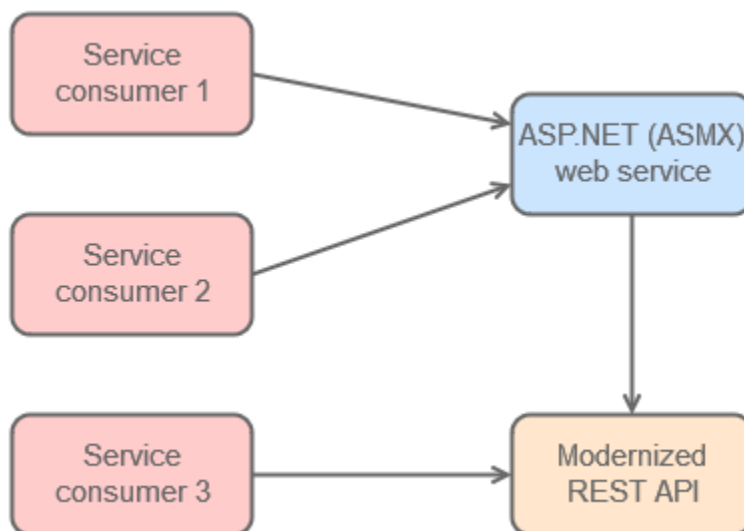 Service
consumer 1
ASP.NET (ASMX)
web service
Service
consumer 2
Service
consumer 3
Modernized
REST API